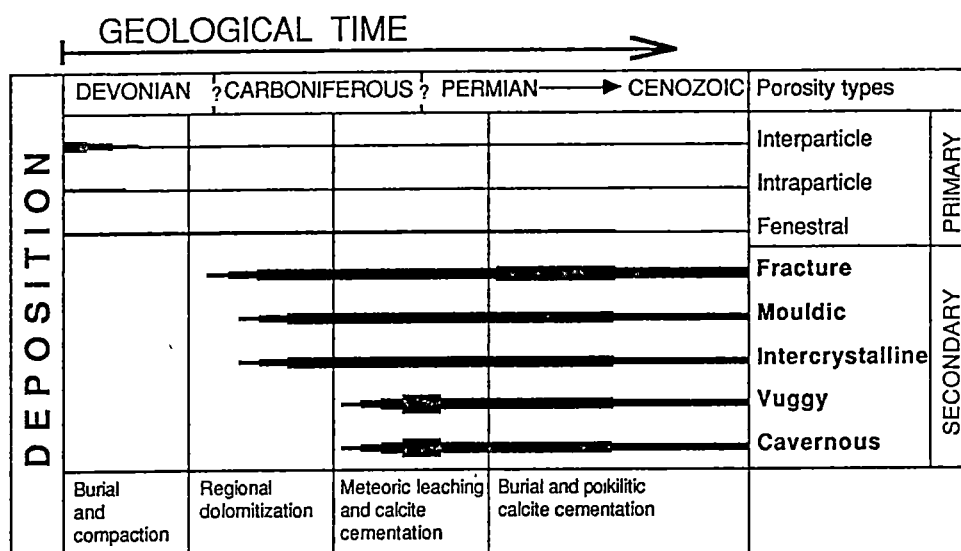 GEOLOGICAL TIME
DEVONIAN ? CARBONIFEROUS ? PERMIAN CENOZOIC Porosity types
DEPOSITION
Interparticle
Intraparticle
Fenestral
PRIMARY
Fracture
Mouldic
Intercrystalline
Vuggy
Cavernous
SECONDARY
Burial
and
compaction
Regional
dolomitization
Meteoric leaching
and calcite
cementation
Burial and poikilitic
calcite cementation